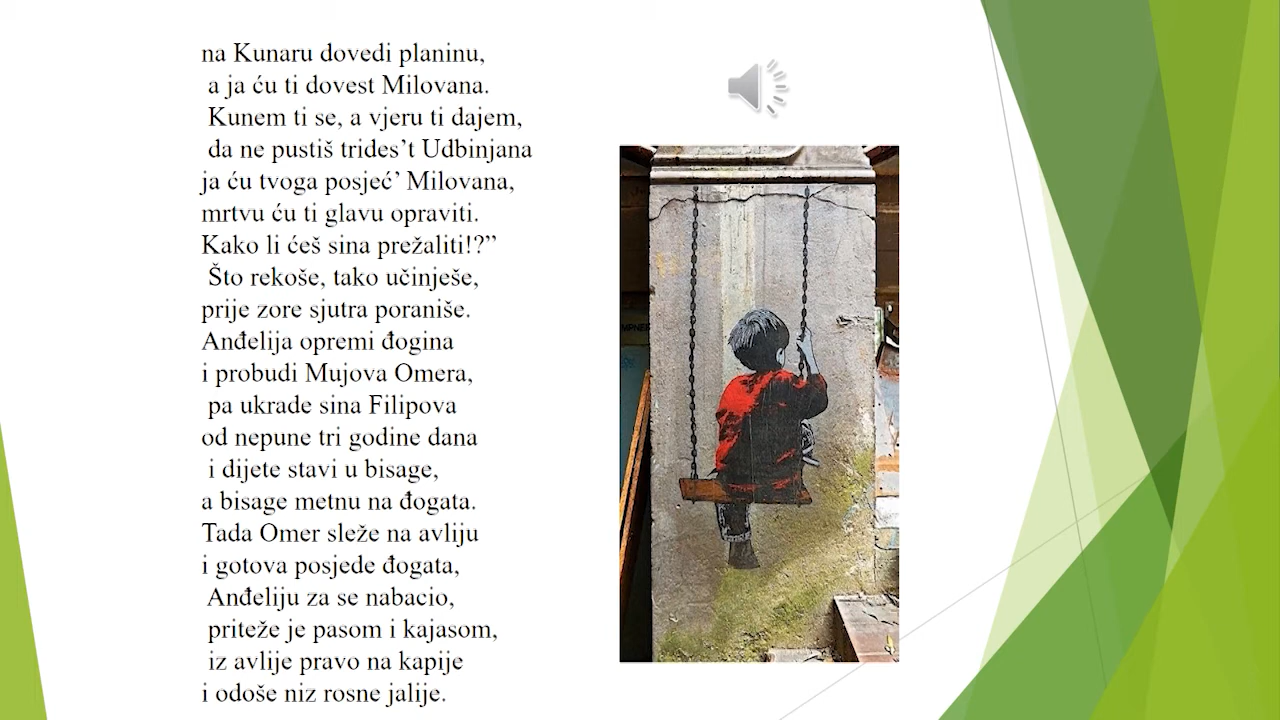 na Kunaru dovedi planinu,
a ja ću ti dovest Milovana.
Kunem ti se, a vjeru ti dajem,
da ne pustiš trides’t Udbinjana
ja ću tvoga posjeć’ Milovana,
mrtvu ću ti glavu opraviti.
Kako li ćeš sina prežaliti!?”
Što rekoše, tako učinješe,
prije zore sjutra poraniše.
Anđelija opremi đogina
i probudi Mujova Omera,
pa ukrade sina Filipova
od nepune tri godine dana
i dijete stavi u bisage,
a bisage metnu na đogata.
Tada Omer sleže na avliju
i gotova posjede đogata,
Anđeliju za se nabacio,
priteže je pasom i kajasom,
iz avlije pravo na kapije
i odoše niz rosne jalije.